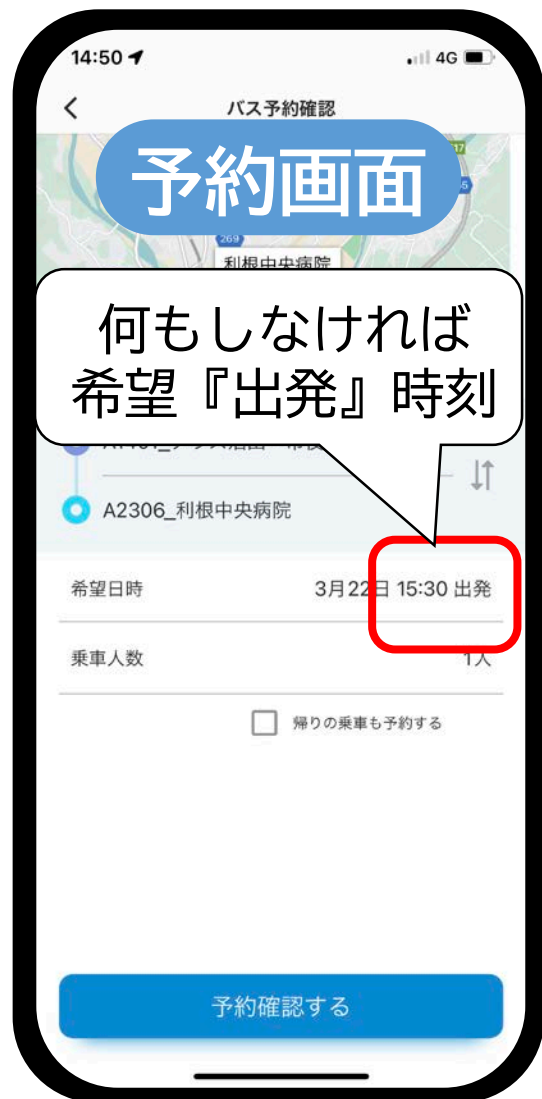 14:50
4G
バス予約確認
予約画面
17
269
利根中央病院
何もしなければ
希望『出発』時刻
A2306_利根中央病院
希望日時
3月22日 15:30 出発
乗車人数
1人
帰りの乗車も予約する
予約確認する